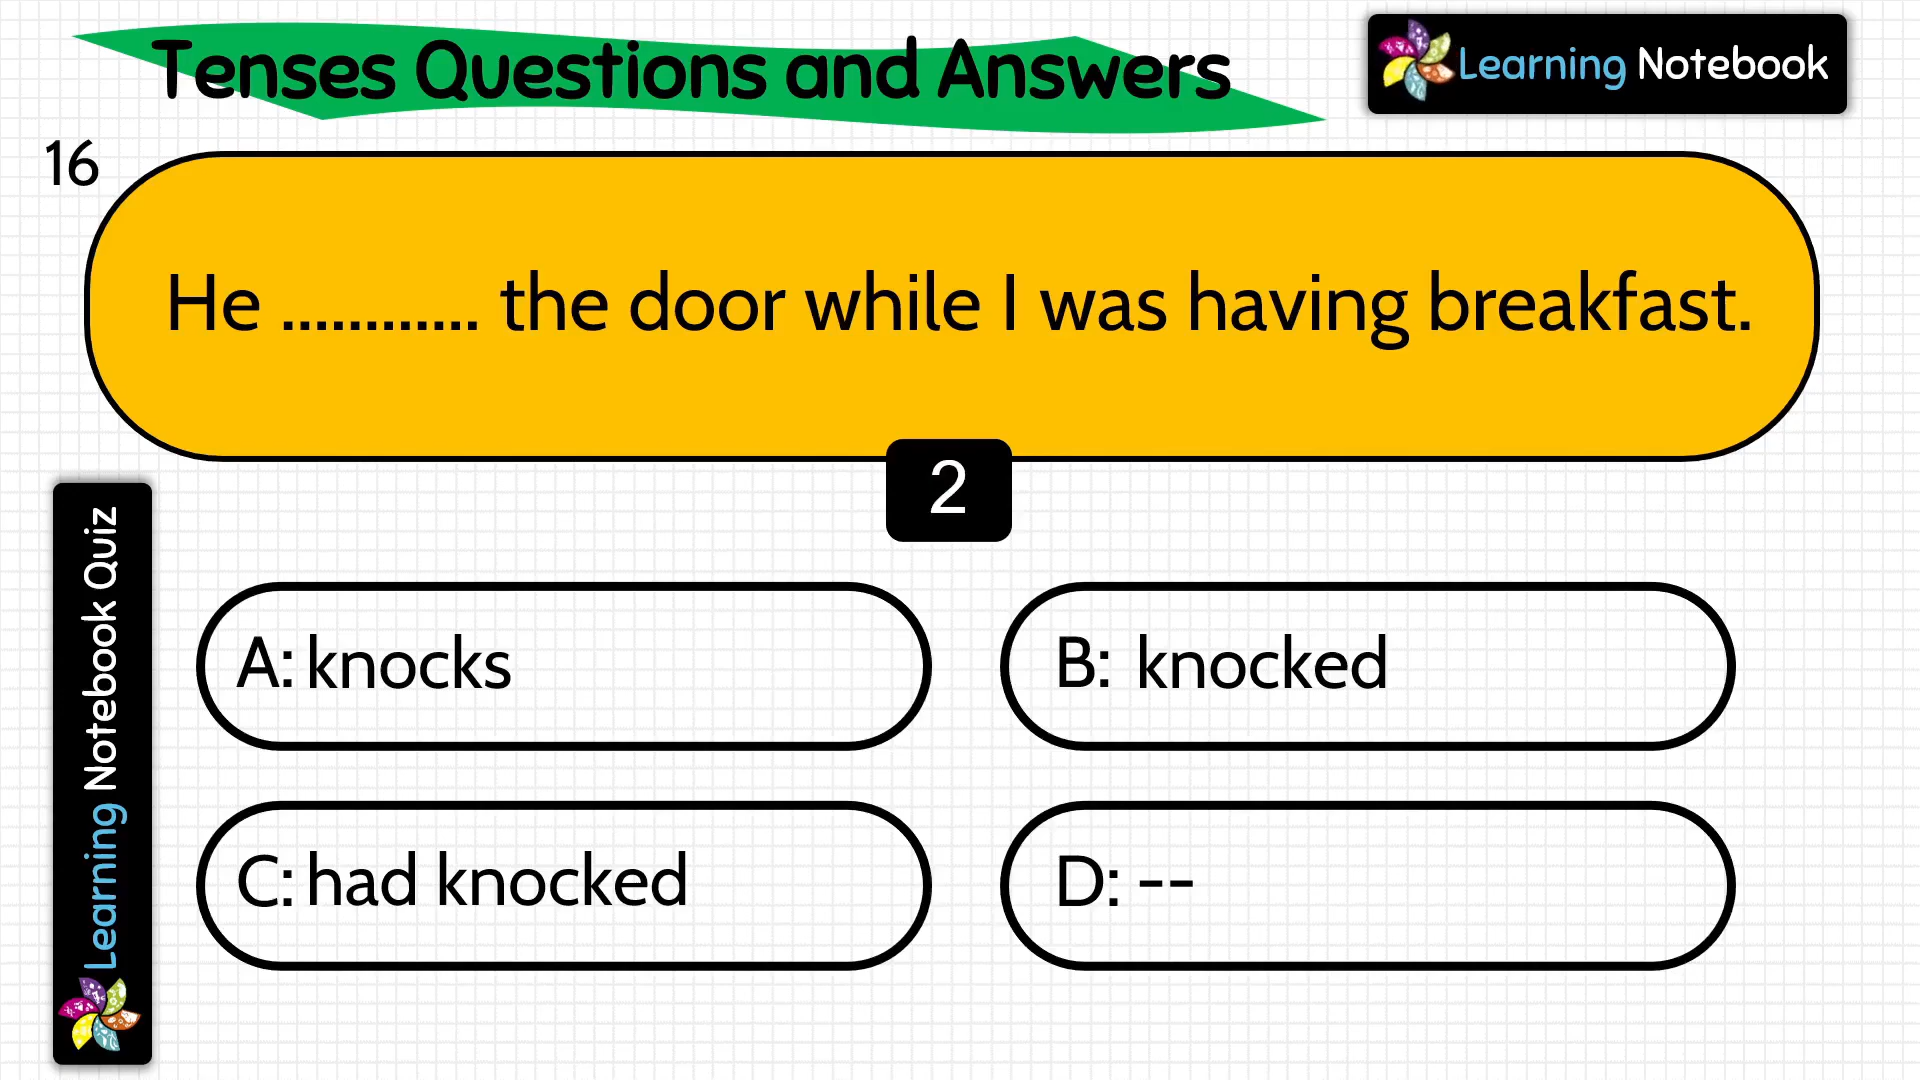 Tenses Questions and Answers
Learning Notebook
16
He ............ the door while I was having breakfast.
2
A: knocks
B: knocked
C: had knocked
D: --
Learning Notebook Quiz